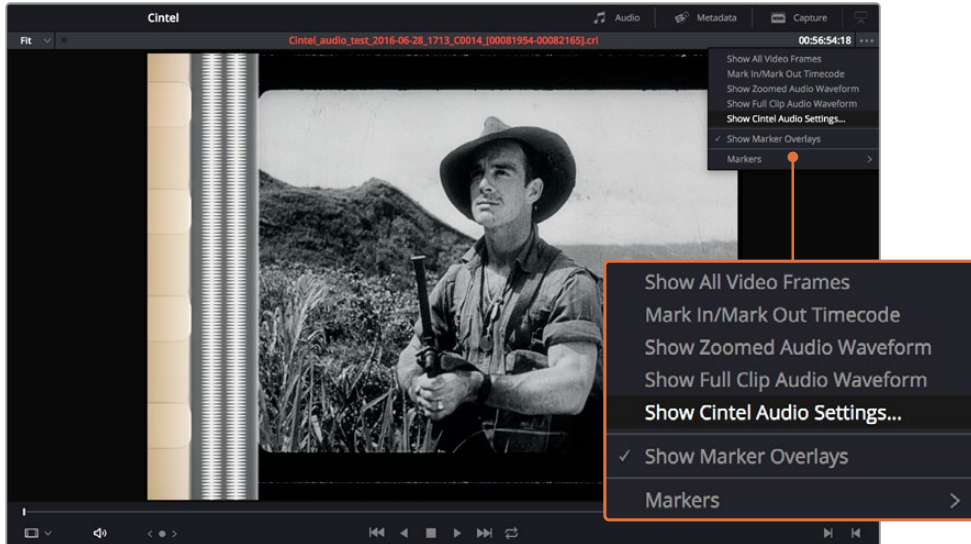 Cintel
Audio
Metadata
Capture
Fit
Cintel_audio_test_2016-06-28_1713_C0014_[00081954-00082165].cri
00:56:54:18
Show All Video Frames
Mark In/Mark Out Timecode
Show Zoomed Audio Waveform
Show Full Clip Audio Waveform
Show Cintel Audio Settings...
Show Marker Overlays
Markers
Show All Video Frames
Mark In/Mark Out Timecode
Show Zoomed Audio Waveform
Show Full Clip Audio Waveform
Show Cintel Audio Settings...
Show Marker Overlays
Markers